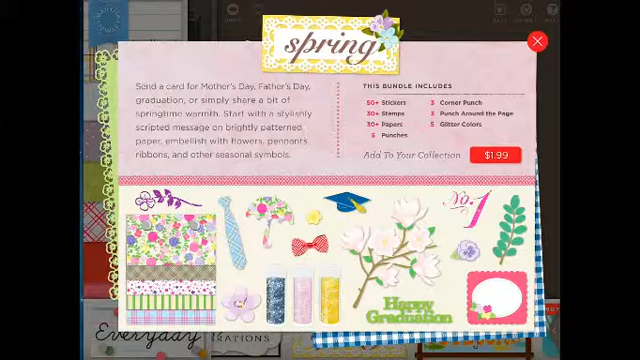 spring
Send a card for Mother's Day, Father's Day,
graduation, or simply share a bit of
springtime warmth. Start with a stylishly
scripted message on brightly patterned
paper, embellish with flowers, pennants,
ribbons, and other seasonal symbols.
THIS BUNDLE INCLUDES
50+ Stickers
30+ Stamps
30+ Papers
5 Punches
3 Corner Punch
3 Punch Around the Page
5 Glitter Colors
Add To Your Collection
$1.99
No. 1
Happy
Graduation
Everyday